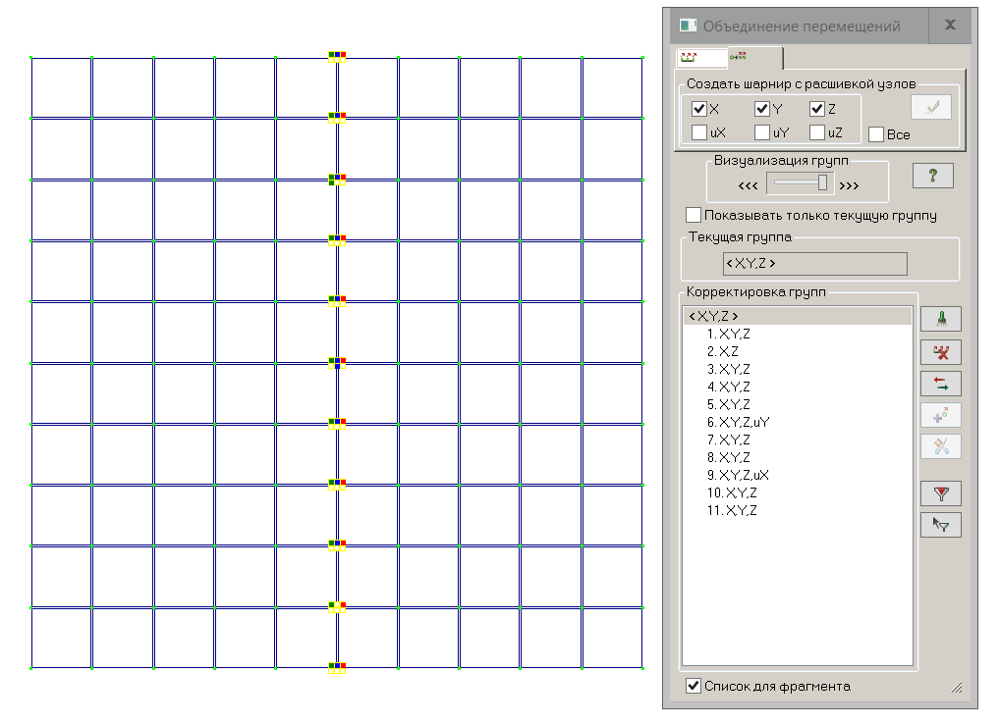 Объединение перемещений
x
Создать шарнир с расшивкой узлов
X Y Z
uX uY uZ Все
Визуализация групп
<<< >>>
?
Показывать только текущую группу
Текущая группа
<X,Y,Z>
Корректировка групп
<X,Y,Z>
1. X,Y,Z
2. X,Z
3. X,Y,Z
4. X,Y,Z
5. X,Y,Z
6. X,Y,Z,uY
7. X,Y,Z
8. X,Y,Z
9. X,Y,Z,uX
10. X,Y,Z
11. X,Y,Z
Список для фрагмента